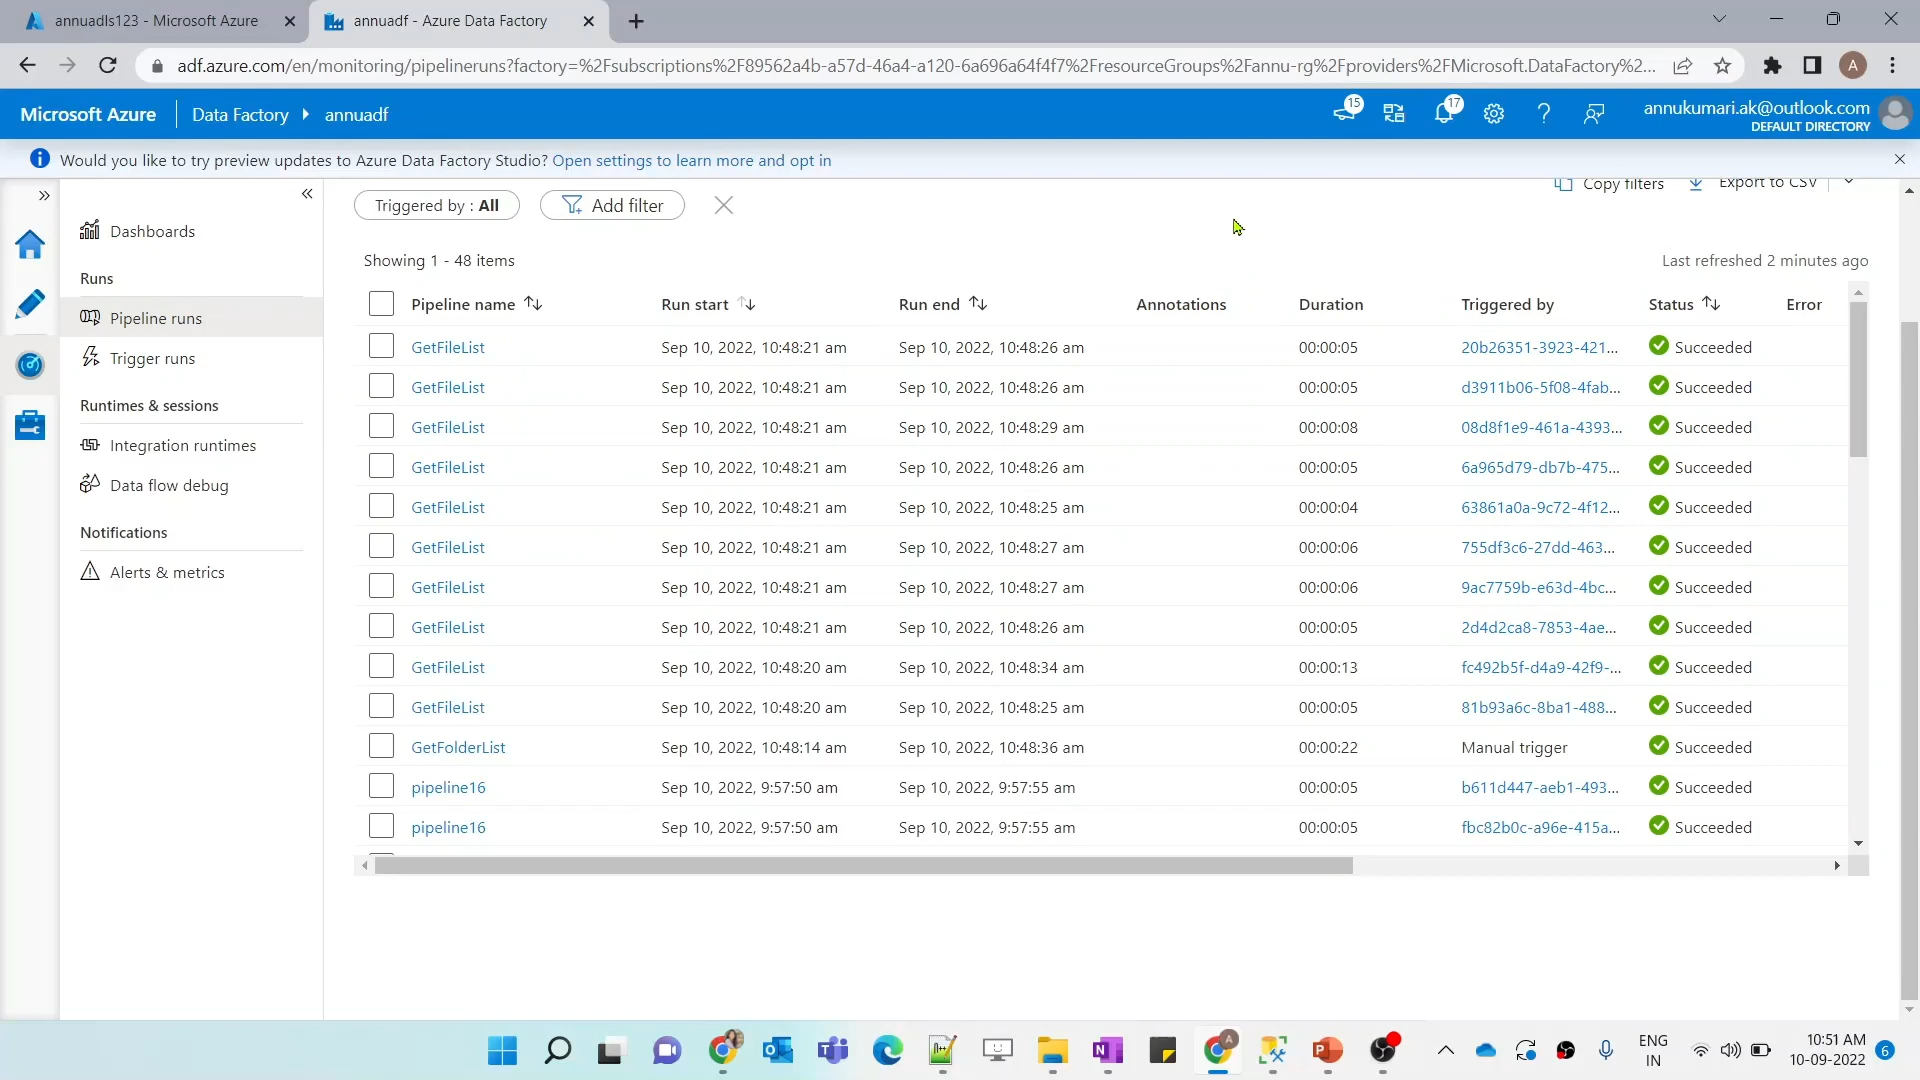 annuadls123 - Microsoft Azure
annuadf - Azure Data Factory
adf.azure.com/en/monitoring/pipelineruns?factory=%2Fsubscriptions%2F89562a4b-a57d-46a4-a120-6a696a64f4f7%2FresourceGroups%2Fannu-rg%2Fproviders%2FMicrosoft.DataFactory%2...
A
Microsoft Azure
Data Factory
annuadf
15
17
annukumari.ak@outlook.com
DEFAULT DIRECTORY
Would you like to try preview updates to Azure Data Factory Studio? Open settings to learn more and opt in
Dashboards
Runs
Pipeline runs
Trigger runs
Runtimes & sessions
Integration runtimes
Data flow debug
Notifications
Alerts & metrics
Copy filters
Export to CSV
Triggered by : All
Add filter
Showing 1 - 48 items
Last refreshed 2 minutes ago
Pipeline name Run start Run end Annotations Duration Triggered by Status Error
GetFileList Sep 10, 2022, 10:48:21 am Sep 10, 2022, 10:48:26 am 00:00:05 20b26351-3923-421... Succeeded
GetFileList Sep 10, 2022, 10:48:21 am Sep 10, 2022, 10:48:26 am 00:00:05 d3911b06-5f08-4fab... Succeeded
GetFileList Sep 10, 2022, 10:48:21 am Sep 10, 2022, 10:48:29 am 00:00:08 08d8f1e9-461a-4393... Succeeded
GetFileList Sep 10, 2022, 10:48:21 am Sep 10, 2022, 10:48:26 am 00:00:05 6a965d79-db7b-475... Succeeded
GetFileList Sep 10, 2022, 10:48:21 am Sep 10, 2022, 10:48:25 am 00:00:04 63861a0a-9c72-4f12... Succeeded
GetFileList Sep 10, 2022, 10:48:21 am Sep 10, 2022, 10:48:27 am 00:00:06 755df3c6-27dd-463... Succeeded
GetFileList Sep 10, 2022, 10:48:21 am Sep 10, 2022, 10:48:27 am 00:00:06 9ac7759b-e63d-4bc... Succeeded
GetFileList Sep 10, 2022, 10:48:21 am Sep 10, 2022, 10:48:26 am 00:00:05 2d4d2ca8-7853-4ae... Succeeded
GetFileList Sep 10, 2022, 10:48:20 am Sep 10, 2022, 10:48:34 am 00:00:13 fc492b5f-d4a9-42f9-... Succeeded
GetFileList Sep 10, 2022, 10:48:20 am Sep 10, 2022, 10:48:25 am 00:00:05 81b93a6c-8ba1-488... Succeeded
GetFolderList Sep 10, 2022, 10:48:14 am Sep 10, 2022, 10:48:36 am 00:00:22 Manual trigger Succeeded
pipeline16 Sep 10, 2022, 9:57:50 am Sep 10, 2022, 9:57:55 am 00:00:05 b611d447-aeb1-493... Succeeded
pipeline16 Sep 10, 2022, 9:57:50 am Sep 10, 2022, 9:57:55 am 00:00:05 fbc82b0c-a96e-415a... Succeeded
ENG
IN
10:51 AM
10-09-2022
6